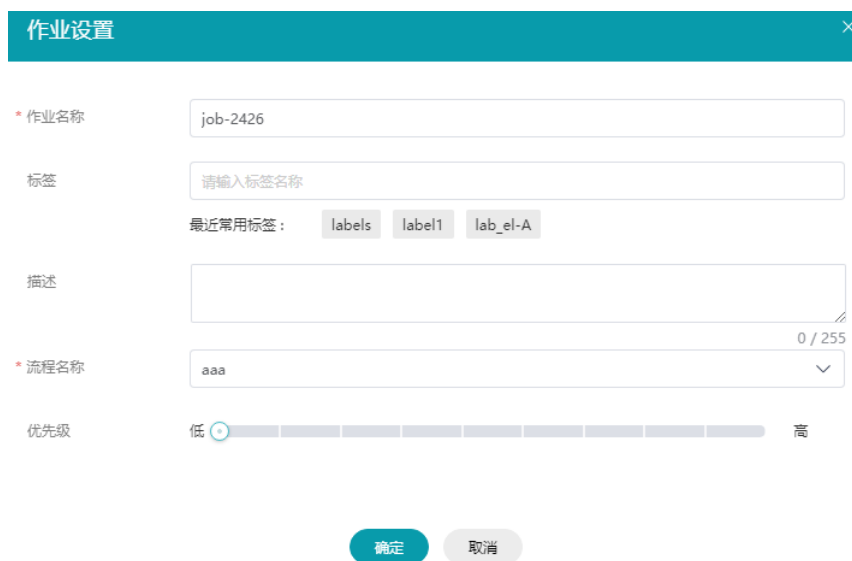 作业设置
* 作业名称 job-2426
标签 请输入标签名称
最近常用标签： labels label1 lab_el-A
描述
0 / 255
* 流程名称 aaa
优先级 低 高
确定 取消